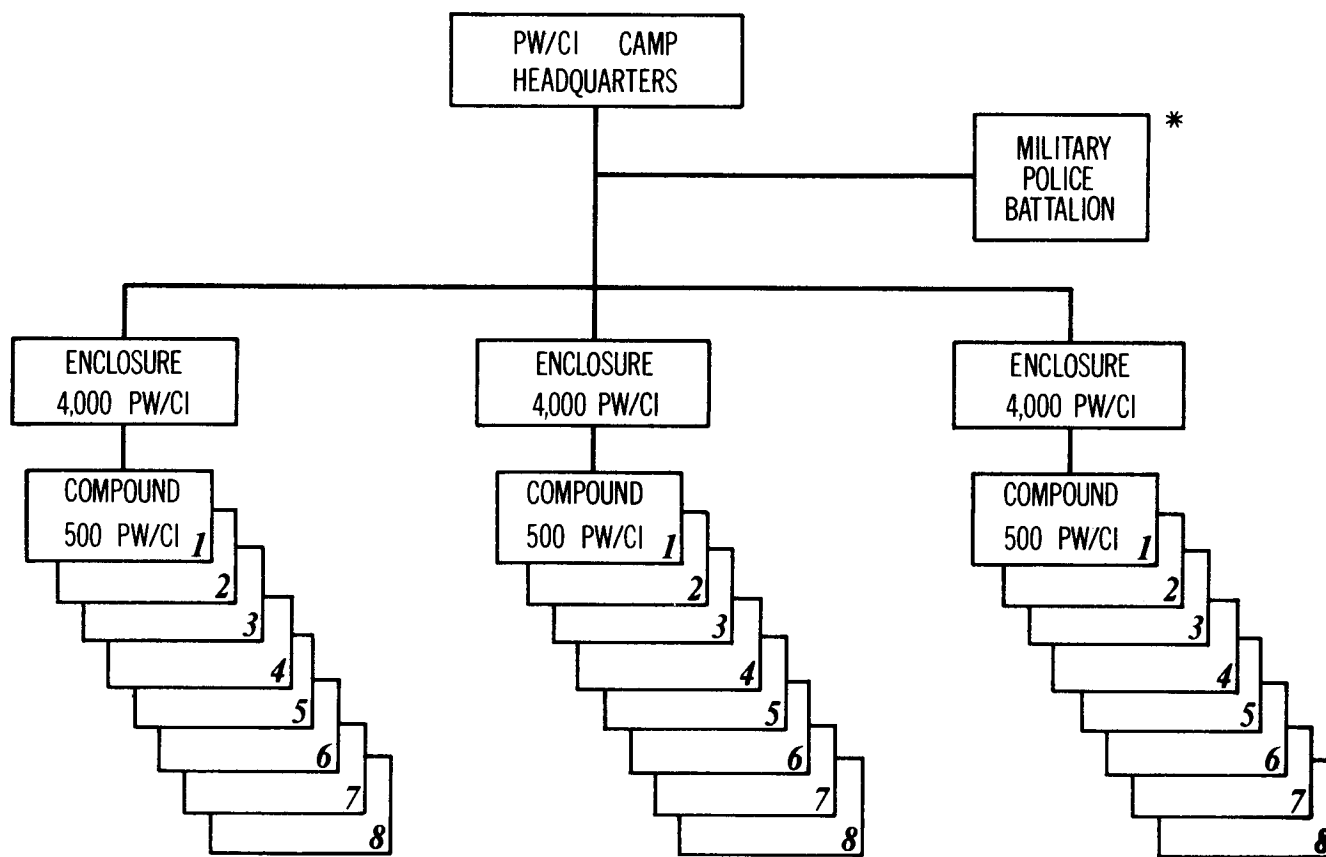 PW/CI CAMP
HEADQUARTERS
*
MILITARY
POLICE
BATTALION
ENCLOSURE
4,000 PW/CI
ENCLOSURE
4,000 PW/CI
ENCLOSURE
4,000 PW/CI
COMPOUND
500 PW/CI 1
2
3
4
5
6
7
8
COMPOUND
500 PW/CI 1
2
3
4
5
6
7
8
COMPOUND
500 PW/CI 1
2
3
4
5
6
7
8